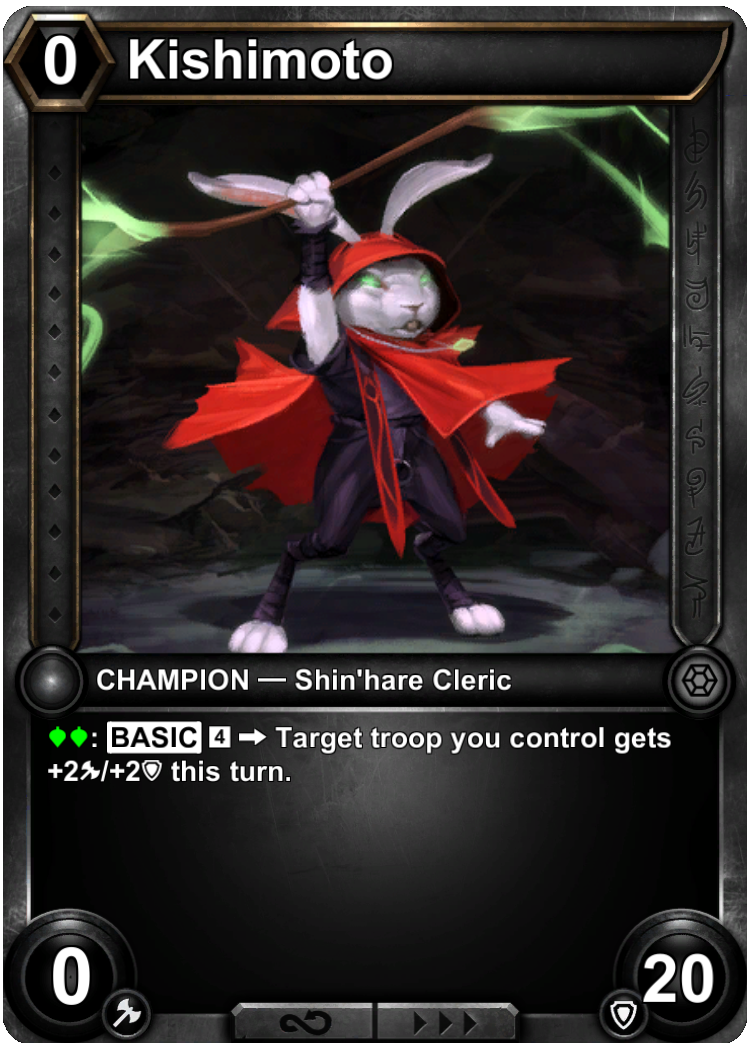 0 Kishimoto
CHAMPION — Shin'hare Cleric
: BASIC 4 → Target troop you control gets
+2/+2 this turn.
0 20